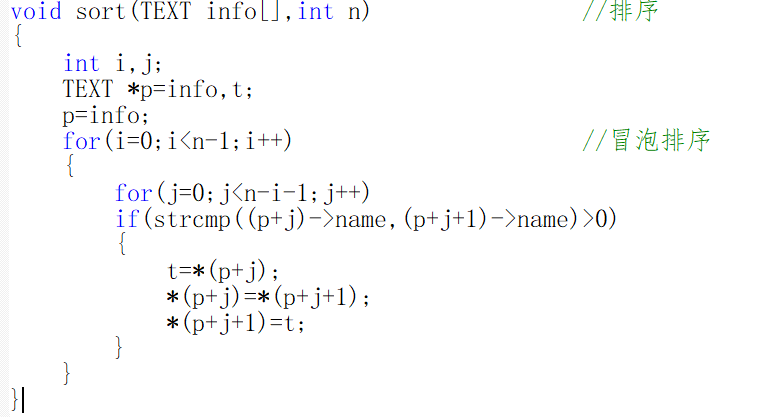 void sort(TEXT info[],int n) //排序
{
int i,j;
TEXT *p=info,t;
p=info;
for(i=0;i<n-1;i++) //冒泡排序
{
for(j=0;j<n-i-1;j++)
if(strcmp((p+j)->name,(p+j+1)->name)>0)
{
t=*(p+j);
*(p+j)=*(p+j+1);
*(p+j+1)=t;
}
}
}